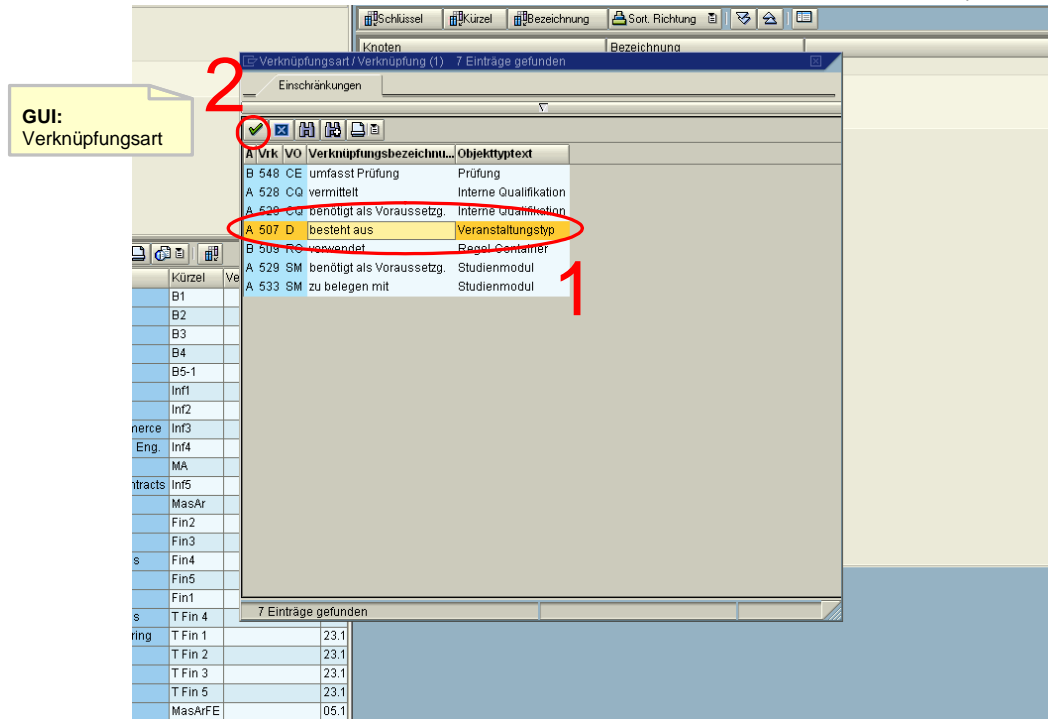 Schlüssel Kürzel Bezeichnung Sort. Richtung
Knoten Bezeichnung
Verknüpfungsart / Verknüpfung (1) 7 Einträge gefunden
2
Einschränkungen
GUI:
Verknüpfungsart
A Vrk VO Verknüpfungsbezeichnu... Objekttyptext
B 548 CE umfasst Prüfung Prüfung
A 528 CQ vermittelt Interne Qualifikation
A 529 CQ benötigt als Voraussetzg. Interne Qualifikation
A 507 D besteht aus Veranstaltungstyp
B 509 RC verwendet Regel-Container
A 529 SM benötigt als Voraussetzg. Studienmodul
A 533 SM zu belegen mit Studienmodul
1
Kürzel Ve
B1
B2
B3
B4
B5-1
Inf1
Inf2
merce Inf3
Eng. Inf4
MA
ntracts Inf5
MasAr
Fin2
Fin3
s Fin4
Fin5
Fin1
7 Einträge gefunden
s T Fin 4
ring T Fin 1 23.1
T Fin 2 23.1
T Fin 3 23.1
T Fin 5 23.1
MasArFE 05.1